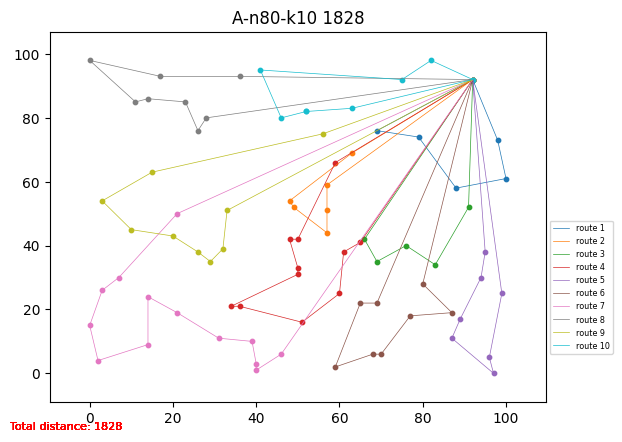 A-n80-k10 1828
100
80
60
40
20
0
0 20 40 60 80 100
route 1
route 2
route 3
route 4
route 5
route 6
route 7
route 8
route 9
route 10
Total distance: 1828